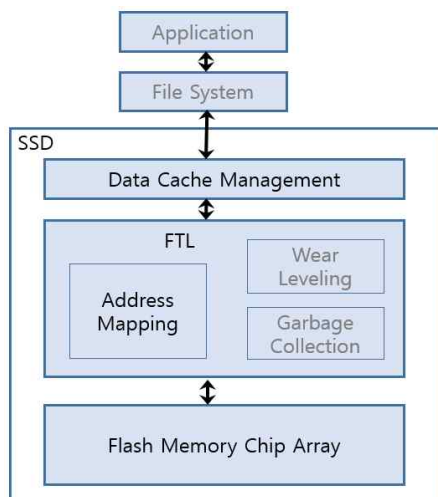 Application
File System
SSD
Data Cache Management
FTL
Address
Mapping
Wear
Leveling
Garbage
Collection
Flash Memory Chip Array